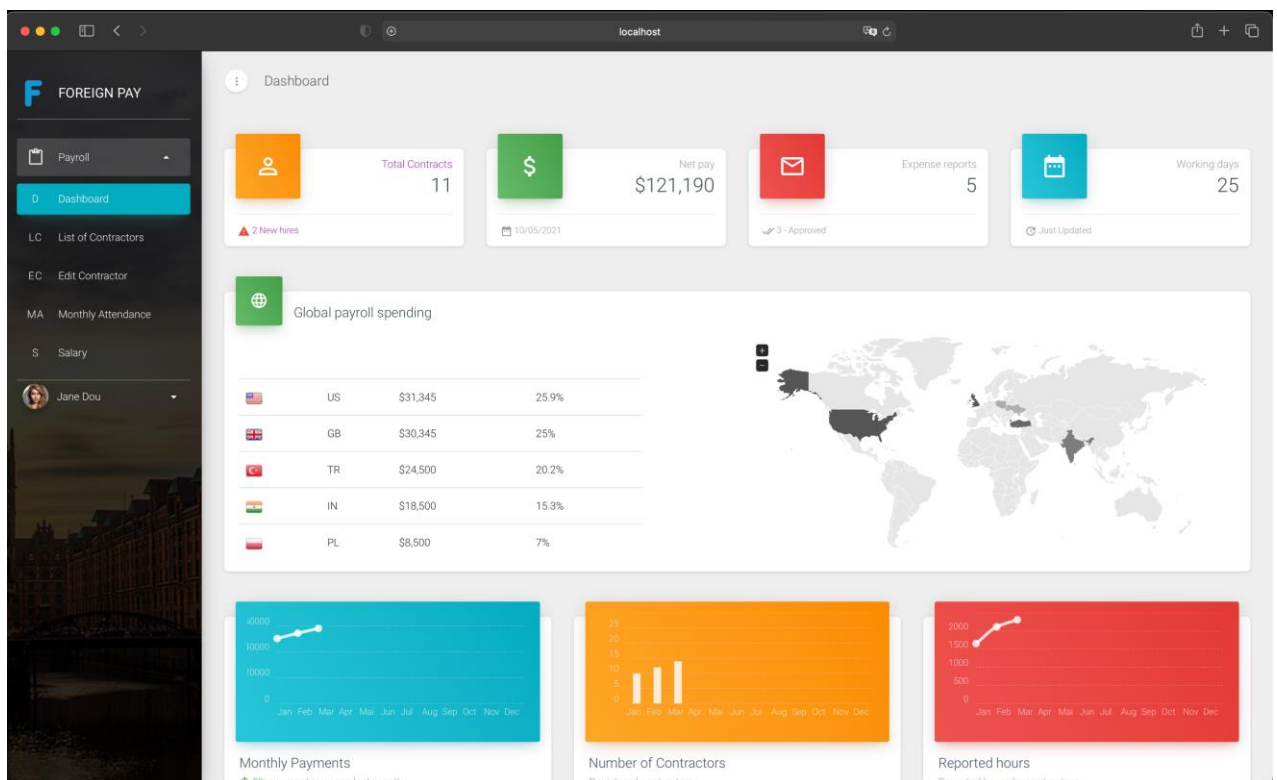 localhost
FOREIGN PAY
Payroll
D Dashboard
LC List of Contractors
EC Edit Contractor
MA Monthly Attendance
S Salary
Jane Dou
Dashboard
Total Contracts
11
2 New hires
Net pay
$121,190
10/05/2021
Expense reports
5
3 - Approved
Working days
25
Just Updated
Global payroll spending
+
-
US $31,345 25.9%
GB $30,345 25%
TR $24,500 20.2%
IN $18,500 15.3%
PL $8,500 7%
0
Jan Feb Mar Apr Mai Jun Jul Aug Sep Oct Nov Dec
Monthly Payments
25
20
15
10
5
0
Jan Feb Mar Apr Mai Jun Jul Aug Sep Oct Nov Dec
Number of Contractors
2000
1500
1000
500
0
Jan Feb Mar Apr Mai Jun Jul Aug Sep Oct Nov Dec
Reported hours